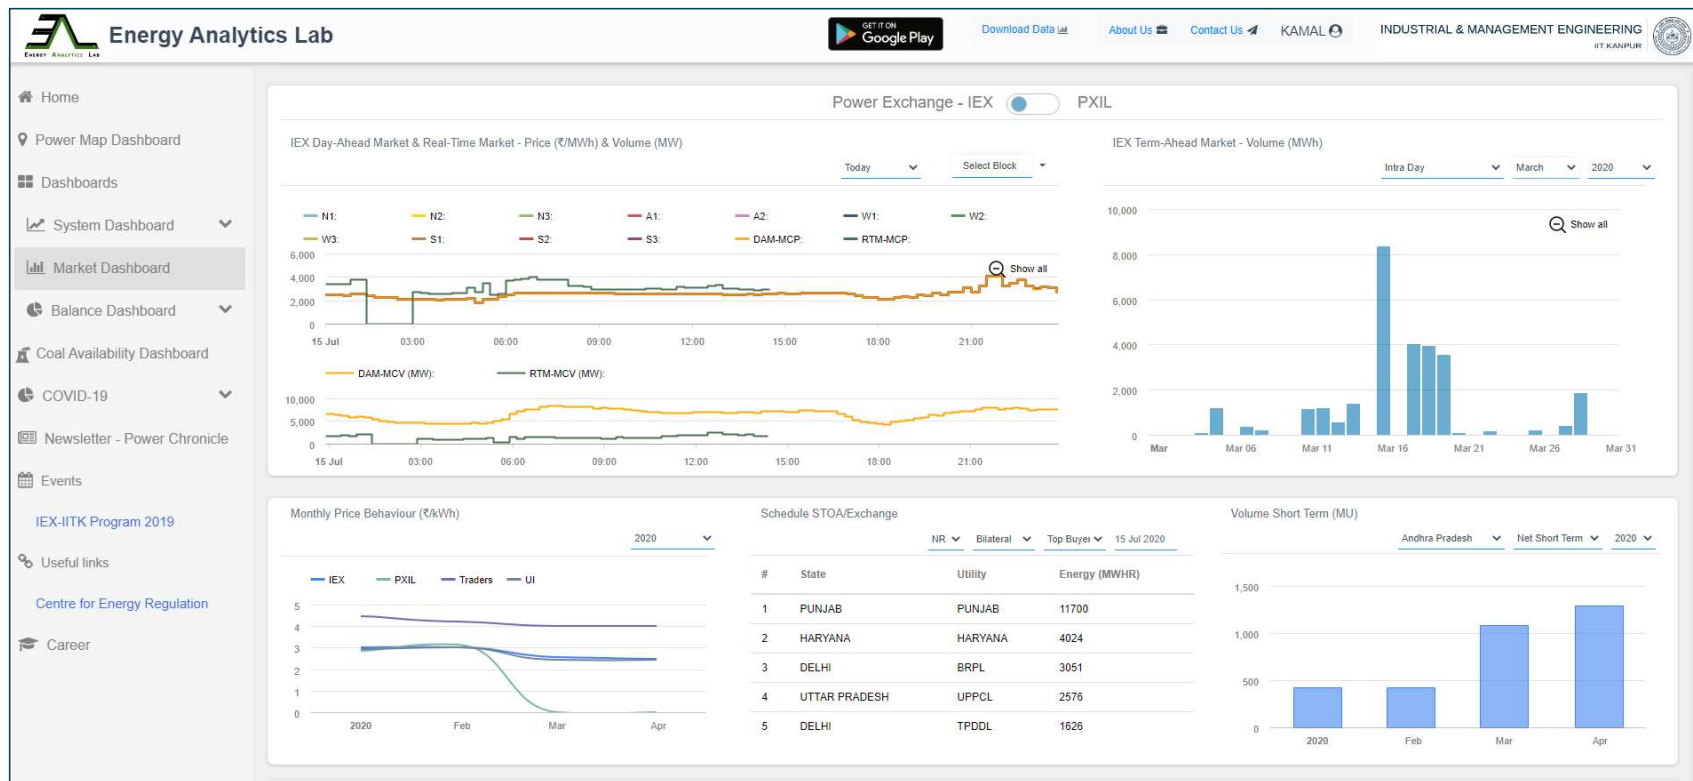 Energy Analytics Lab
ENERGY ANALYTICS LAB
GET IT ON
Google Play
Download Data
About Us
Contact Us
KAMAL
INDUSTRIAL & MANAGEMENT ENGINEERING
IIT KANPUR
Home
Power Map Dashboard
Dashboards
System Dashboard
Market Dashboard
Balance Dashboard
Coal Availability Dashboard
COVID-19
Newsletter - Power Chronicle
Events
IEX-IITK Program 2019
Useful links
Centre for Energy Regulation
Career
Power Exchange - IEX PXIL
IEX Day-Ahead Market & Real-Time Market - Price (₹/MWh) & Volume (MW)
Today Select Block
N1: N2: N3: A1: A2: W1: W2:
W3: S1: S2: S3: DAM-MCP: RTM-MCP:
Show all
6,000
4,000
2,000
0
15 Jul 03:00 06:00 09:00 12:00 15:00 18:00 21:00
DAM-MCV (MW): RTM-MCV (MW):
10,000
5,000
0
15 Jul 03:00 06:00 09:00 12:00 15:00 18:00 21:00
IEX Term-Ahead Market - Volume (MWh)
Intra Day March 2020
Show all
10,000
8,000
6,000
4,000
2,000
0
Mar Mar 06 Mar 11 Mar 16 Mar 21 Mar 26 Mar 31
Monthly Price Behaviour (₹/kWh)
2020
IEX PXIL Traders UI
5
4
3
2
1
0
2020 Feb Mar Apr
Schedule STOA/Exchange
NR Bilateral Top Buyer 15 Jul 2020
# State Utility Energy (MWHR)
1 PUNJAB PUNJAB 11700
2 HARYANA HARYANA 4024
3 DELHI BRPL 3051
4 UTTAR PRADESH UPPCL 2576
5 DELHI TPDDL 1626
Volume Short Term (MU)
Andhra Pradesh Net Short Term 2020
1,500
1,000
500
0
2020 Feb Mar Apr